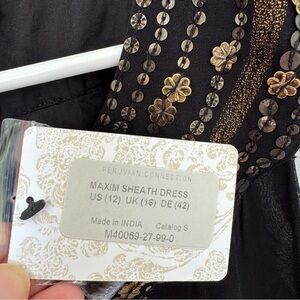 PERUVIAN CONNECTION
MAXIM SHEATH DRESS
US (12) UK (16) DE (42)
Made in INDIA Catalog S
M40069-27-99-0